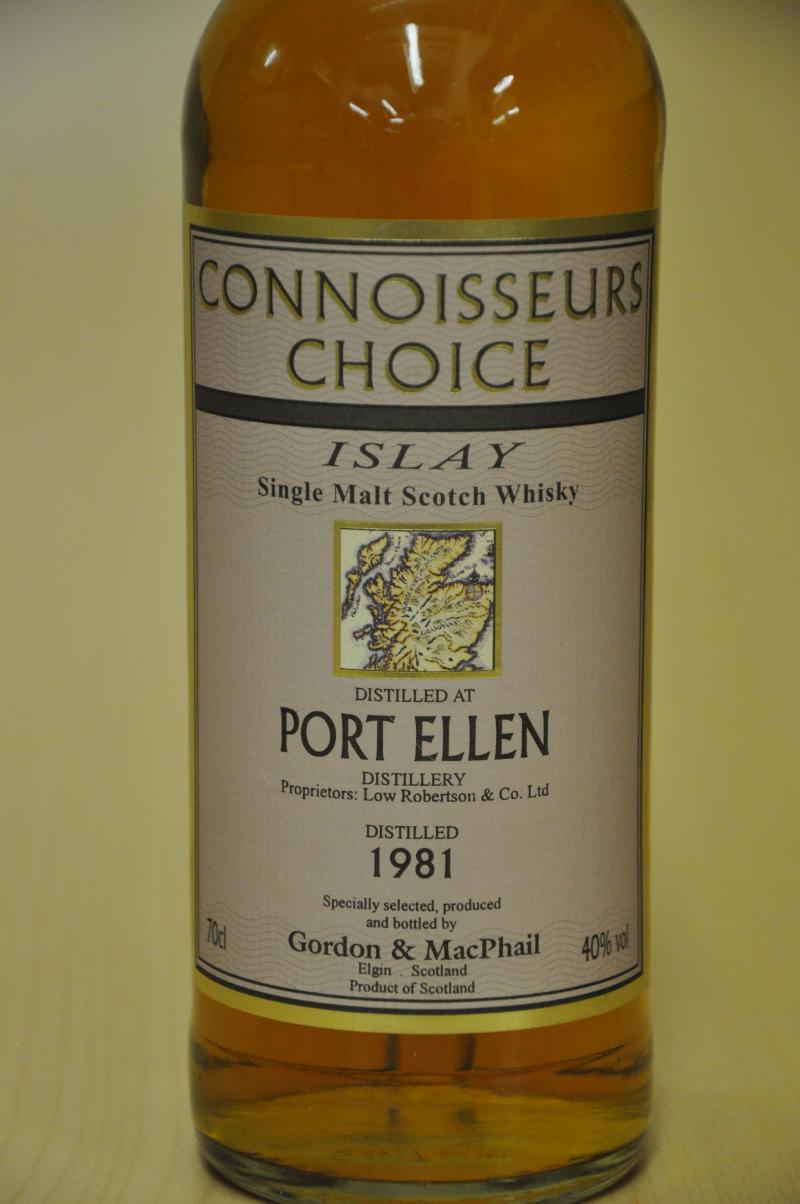 CONNOISSEURS
CHOICE
ISLAY
Single Malt Scotch Whisky
DISTILLED AT
PORT ELLEN
DISTILLERY
Proprietors: Low Robertson & Co. Ltd
DISTILLED
1981
Specially selected, produced
and bottled by
70cl
Gordon & MacPhail
40% vol
Elgin . Scotland
Product of Scotland